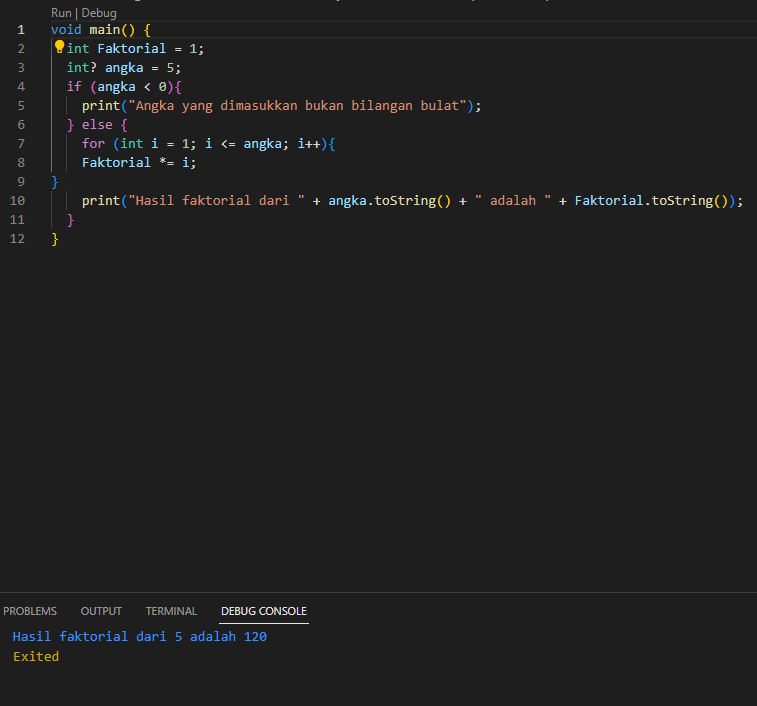 Run | Debug
1 void main() {
2 int Faktorial = 1;
3 int? angka = 5;
4 if (angka < 0){
5 print("Angka yang dimasukkan bukan bilangan bulat");
6 } else {
7 for (int i = 1; i <= angka; i++){
8 Faktorial *= i;
9 }
10 print("Hasil faktorial dari " + angka.toString() + " adalah " + Faktorial.toString());
11 }
12 }
PROBLEMS OUTPUT TERMINAL DEBUG CONSOLE
Hasil faktorial dari 5 adalah 120
Exited